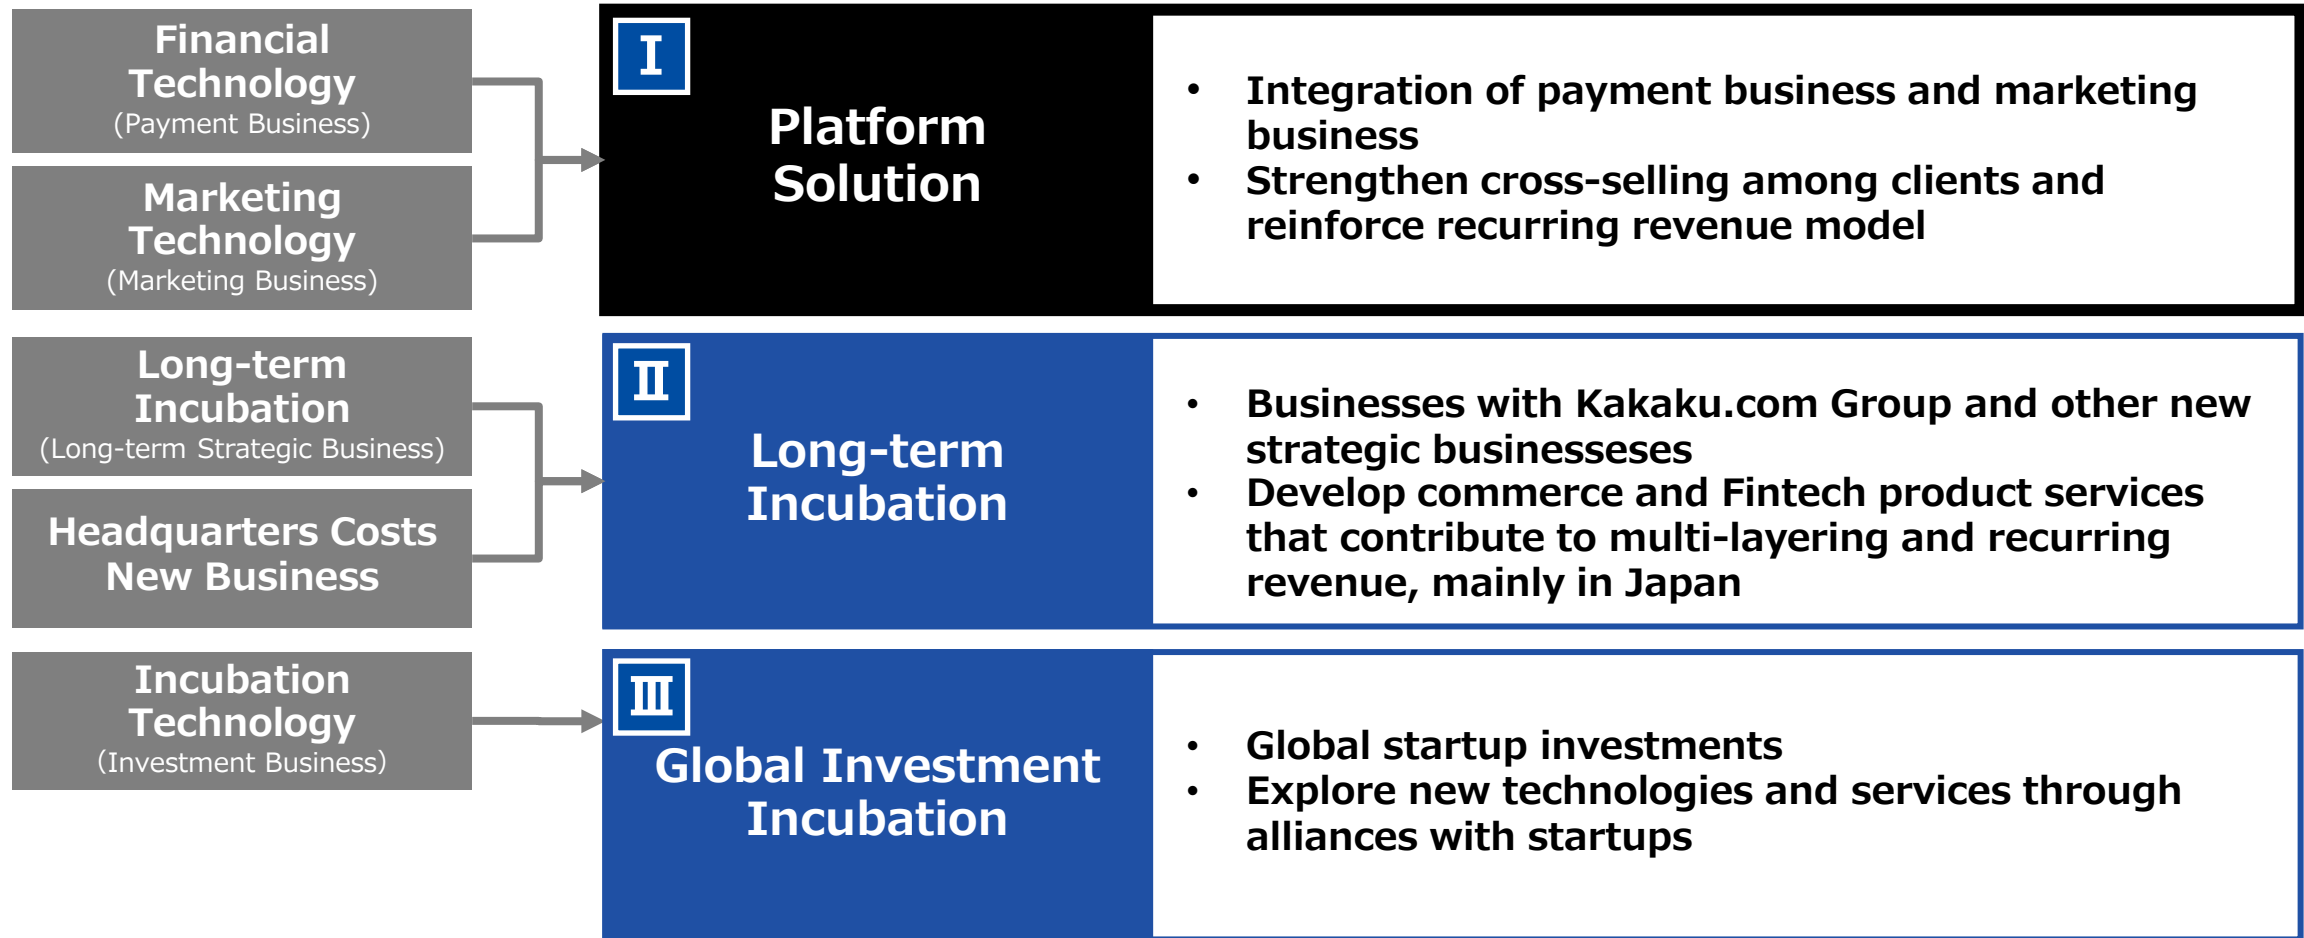 Financial
Technology
(Payment Business)
Marketing
Technology
(Marketing Business)
I
Platform
Solution
• Integration of payment business and marketing
business
• Strengthen cross-selling among clients and
reinforce recurring revenue model
Long-term
Incubation
(Long-term Strategic Business)
Headquarters Costs
New Business
II
Long-term
Incubation
• Businesses with Kakaku.com Group and other new
strategic businesseses
• Develop commerce and Fintech product services
that contribute to multi-layering and recurring
revenue, mainly in Japan
Incubation
Technology
(Investment Business)
III
Global Investment
Incubation
• Global startup investments
• Explore new technologies and services through
alliances with startups